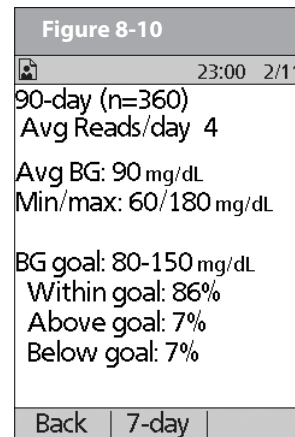 Figure 8-10
23:00 2/11
90-day (n=360)
Avg Reads/day 4
Avg BG: 90 mg/dL
Min/max: 60/180 mg/dL
BG goal: 80-150 mg/dL
Within goal: 86%
Above goal: 7%
Below goal: 7%
Back | 7-day |